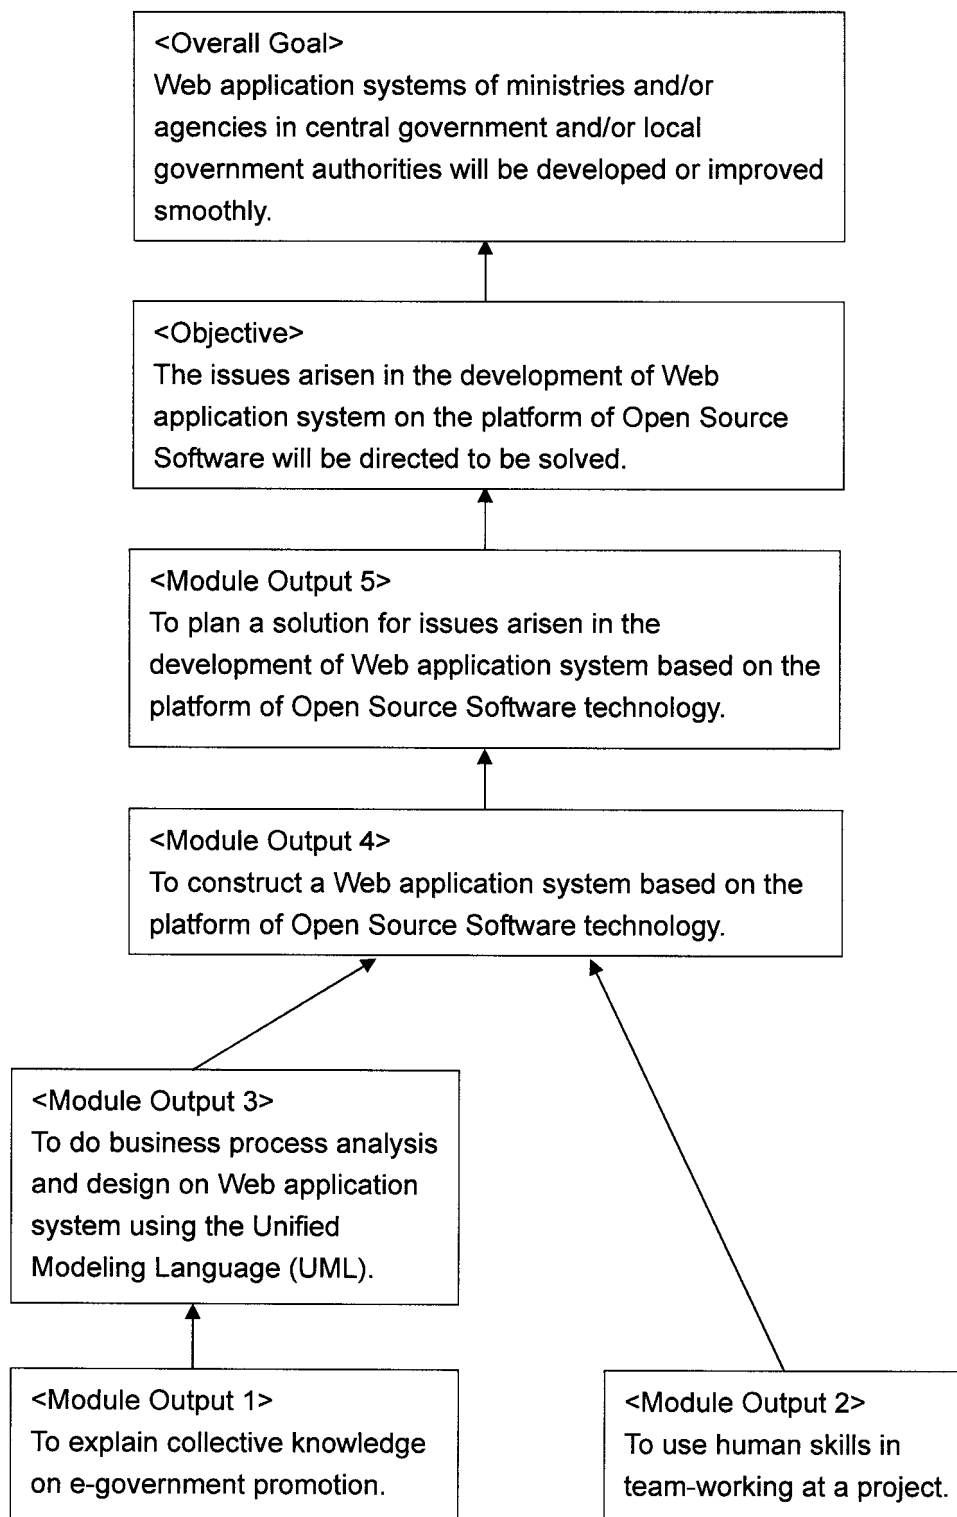 <Overall Goal>
Web application systems of ministries and/or
agencies in central government and/or local
government authorities will be developed or improved
smoothly.
<Objective>
The issues arisen in the development of Web
application system on the platform of Open Source
Software will be directed to be solved.
<Module Output 5>
To plan a solution for issues arisen in the
development of Web application system based on the
platform of Open Source Software technology.
<Module Output 4>
To construct a Web application system based on the
platform of Open Source Software technology.
<Module Output 3>
To do business process analysis
and design on Web application
system using the Unified
Modeling Language (UML).
<Module Output 1>
To explain collective knowledge
on e-government promotion.
<Module Output 2>
To use human skills in
team-working at a project.